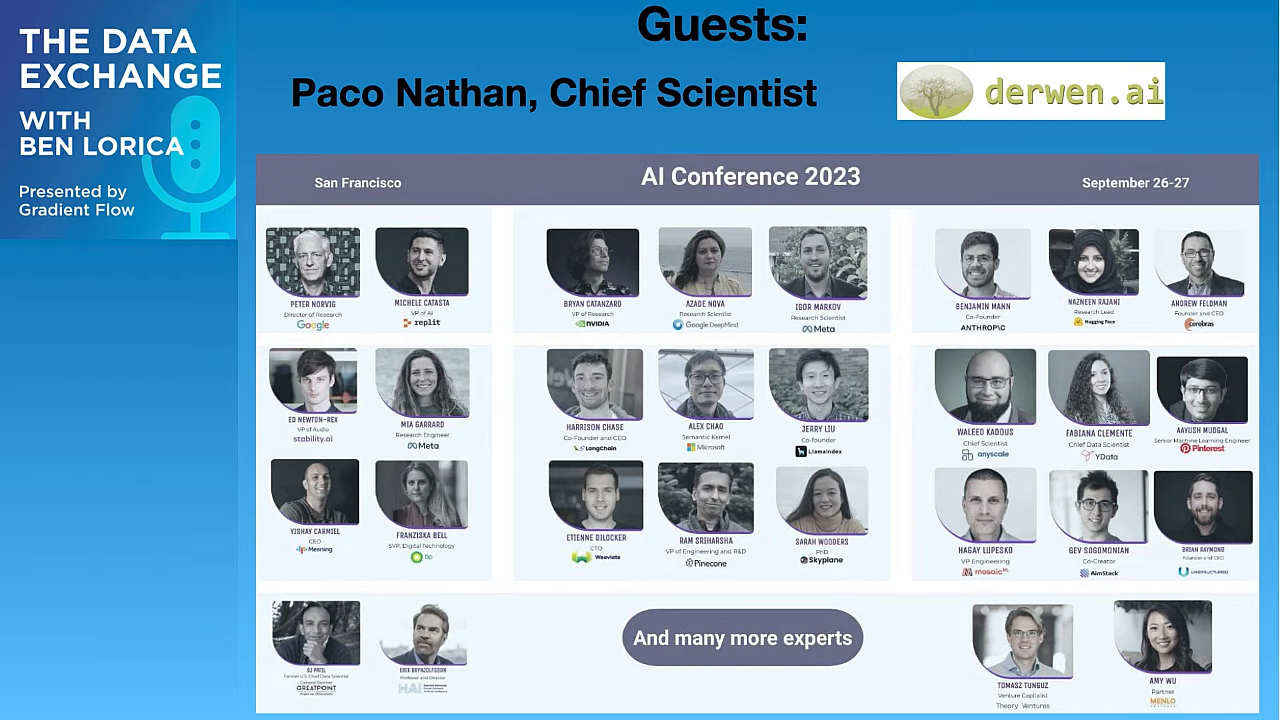 THE DATA
EXCHANGE
WITH
BEN LORICA
Presented by
Gradient Flow
Guests:
Paco Nathan, Chief Scientist
derwen.ai
San Francisco
AI Conference 2023
September 26-27
PETER NORVIG
Director of Research
Google
MICHELE CATASTA
VP of AI
replit
BRYAN CATANZARO
VP of Research
NVIDIA
AZADE NOVA
Research Scientist
Google DeepMind
IGOR MARKOV
Research Scientist
Meta
BENJAMIN MANN
Co-Founder
ANTHROP\C
NAZNEEN RAJANI
Research Lead
Hugging Face
ANDREW FELDMAN
Founder and CEO
cerebras
ED NEWTON-REX
VP of Audio
stability.ai
MIA GARRARD
Research Engineer
Meta
HARRISON CHASE
Co-Founder and CEO
LangChain
ALEX CHAO
Semantic Kernel
Microsoft
JERRY LIU
Co-founder
LlamaIndex
WALEED KADOUS
Chief Scientist
anyscale
FABIANA CLEMENTE
Chief Data Scientist
YData
AAYUSH MUDGAL
Senior Machine Learning Engineer
Pinterest
YISHAY CARMIEL
CEO
Meaning
FRANZISKA BELL
SVP, Digital Technology
bp
ETIENNE DILOCKER
CTO
Weaviate
RAM SRIHARSHA
VP of Engineering and R&D
Pinecone
SARAH WOODERS
PhD
Skyplane
HAGAY LUPESKO
VP Engineering
mosaicML
GEV SOGOMONIAN
Co-Creator
AimStack
BRIAN RAYMOND
Founder and CEO
UNSTRUCTURED
DJ PATIL
Former U.S. Chief Data Scientist
General Partner
GREATPOINT
ERIK BRYNJOLFSSON
Professor and Director
HAI
And many more experts
TOMASZ TUNGUZ
Venture Capitalist
Theory Ventures
AMY WU
Partner
MENLO
VENTURES